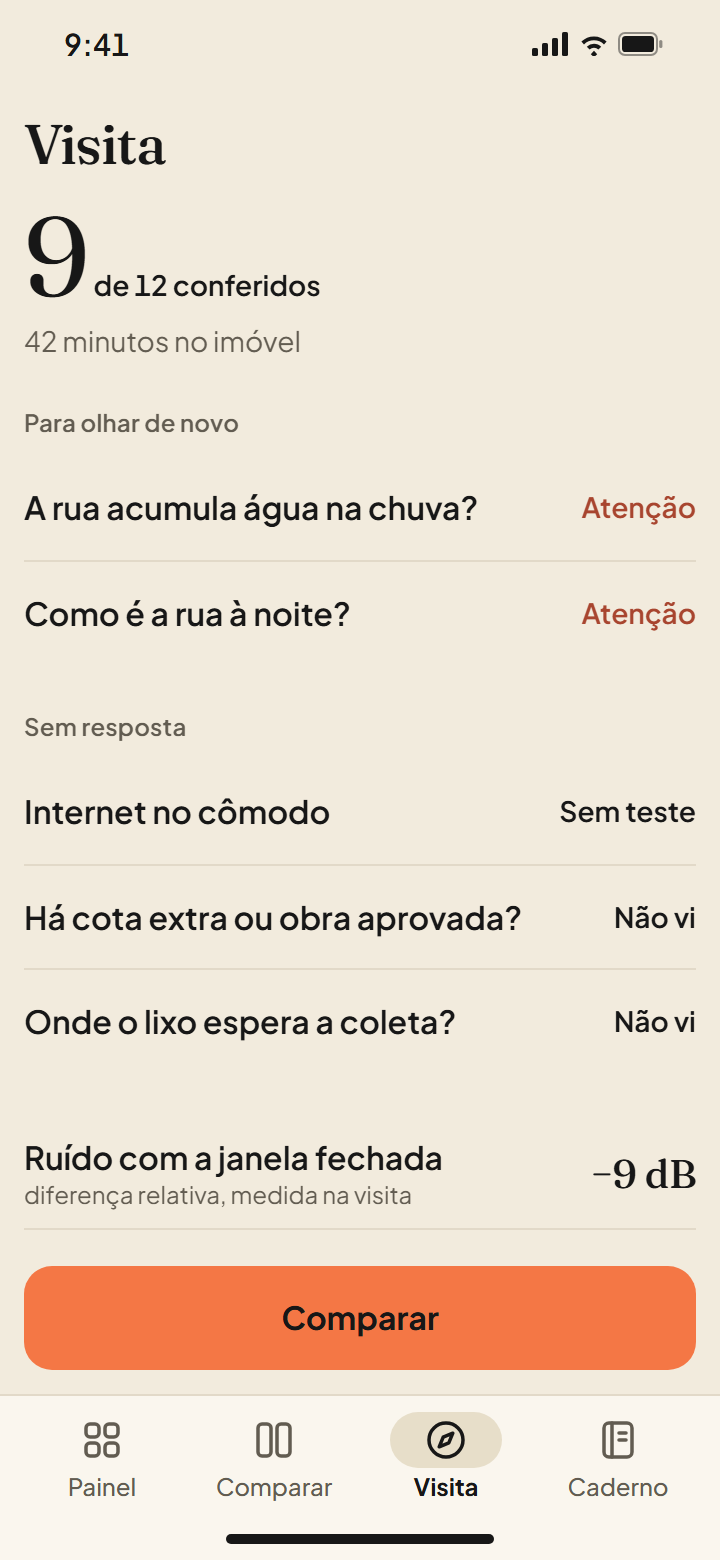 9:41
Visita
9 de 12 conferidos
42 minutos no imóvel
Para olhar de novo
A rua acumula água na chuva? Atenção
Como é a rua à noite? Atenção
Sem resposta
Internet no cômodo Sem teste
Há cota extra ou obra aprovada? Não vi
Onde o lixo espera a coleta? Não vi
Ruído com a janela fechada −9 dB
diferença relativa, medida na visita
Comparar
Painel Comparar Visita Caderno